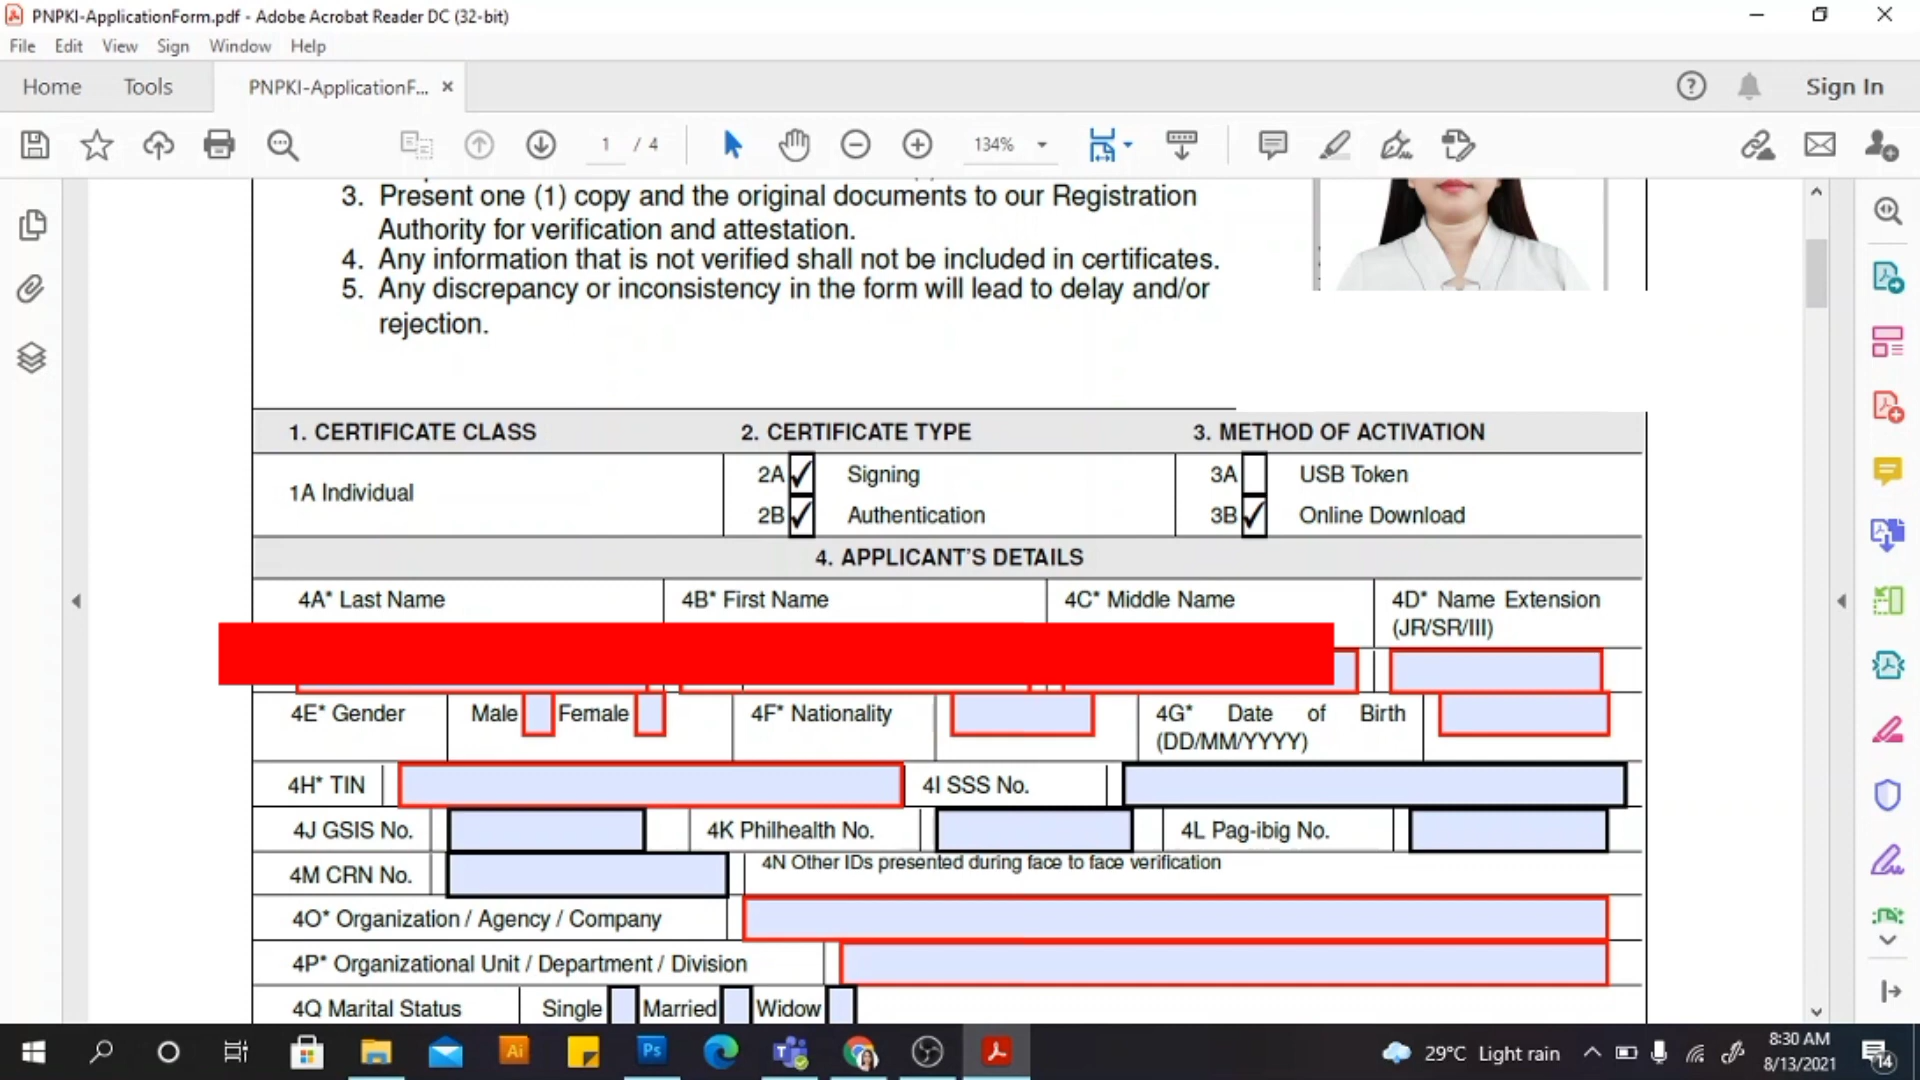 PNPKI-ApplicationForm.pdf - Adobe Acrobat Reader DC (32-bit)
File Edit View Sign Window Help
Home Tools PNPKI-ApplicationF... × Sign In
1 / 4 134%
3. Present one (1) copy and the original documents to our Registration
Authority for verification and attestation.
4. Any information that is not verified shall not be included in certificates.
5. Any discrepancy or inconsistency in the form will lead to delay and/or
rejection.
1. CERTIFICATE CLASS 2. CERTIFICATE TYPE 3. METHOD OF ACTIVATION
1A Individual
2A Signing
2B Authentication
3A USB Token
3B Online Download
4. APPLICANT'S DETAILS
4A* Last Name 4B* First Name 4C* Middle Name 4D* Name Extension
(JR/SR/III)
4E* Gender Male Female 4F* Nationality 4G* Date of Birth
(DD/MM/YYYY)
4H* TIN 4I SSS No.
4J GSIS No. 4K Philhealth No. 4L Pag-ibig No.
4M CRN No. 4N Other IDs presented during face to face verification
4O* Organization / Agency / Company
4P* Organizational Unit / Department / Division
4Q Marital Status Single Married Widow
Ai Ps 29°C Light rain 8:30 AM
8/13/2021 14